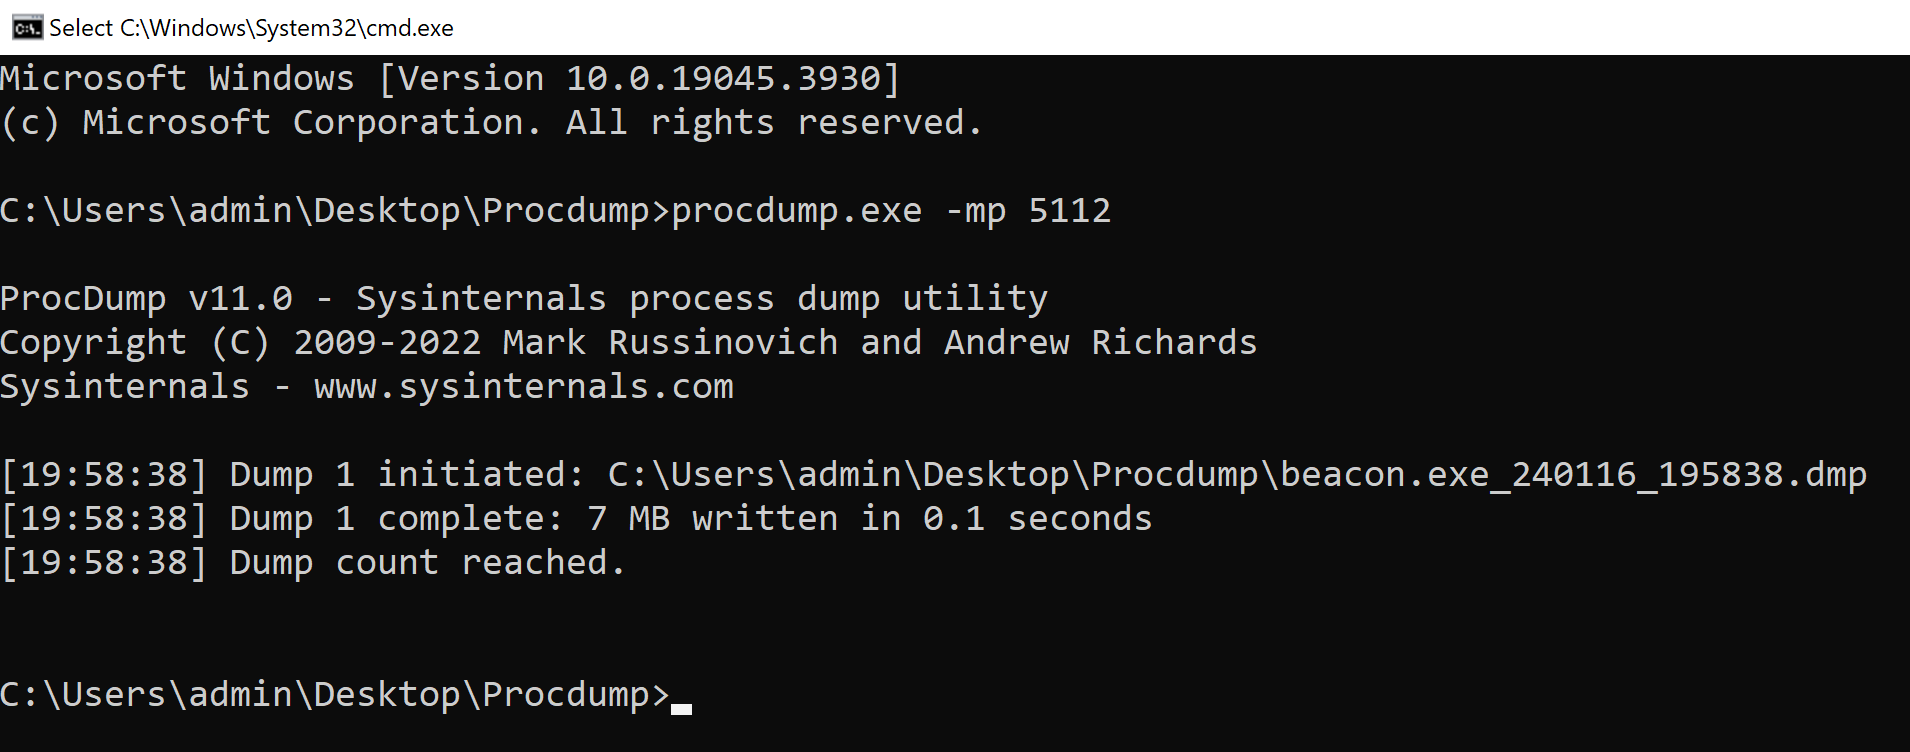 Select C:\Windows\System32\cmd.exe
Microsoft Windows [Version 10.0.19045.3930]
(c) Microsoft Corporation. All rights reserved.
C:\Users\admin\Desktop\Procdump>procdump.exe -mp 5112
ProcDump v11.0 - Sysinternals process dump utility
Copyright (C) 2009-2022 Mark Russinovich and Andrew Richards
Sysinternals - www.sysinternals.com
[19:58:38] Dump 1 initiated: C:\Users\admin\Desktop\Procdump\beacon.exe_240116_195838.dmp
[19:58:38] Dump 1 complete: 7 MB written in 0.1 seconds
[19:58:38] Dump count reached.
C:\Users\admin\Desktop\Procdump>